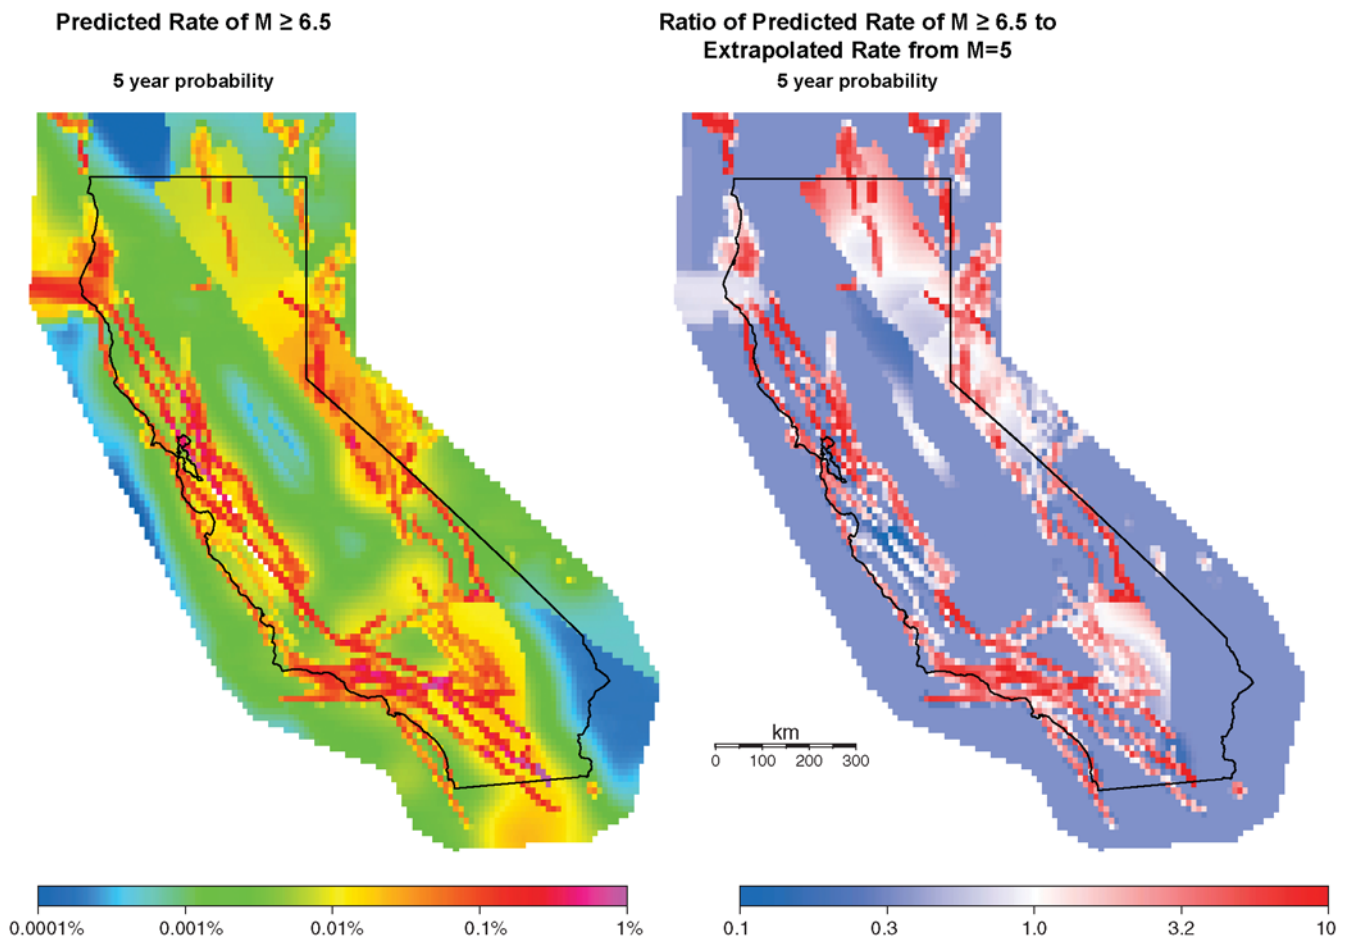 Predicted Rate of M ≥ 6.5
5 year probability
Ratio of Predicted Rate of M ≥ 6.5 to
Extrapolated Rate from M=5
5 year probability
km
0 100 200 300
0.0001% 0.001% 0.01% 0.1% 1%
0.1 0.3 1.0 3.2 10